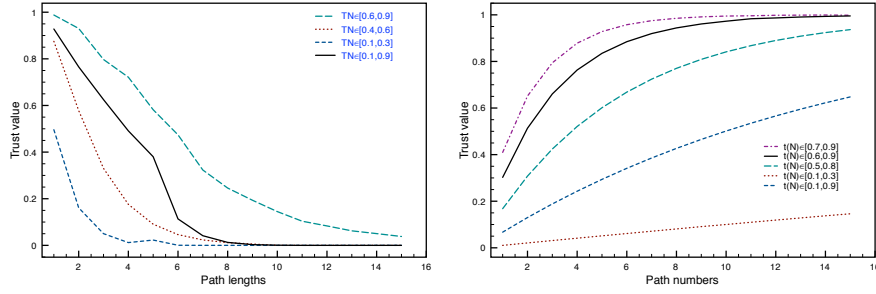 1
0.8
0.6
0.4
0.2
0
Trust value
2 4 6 8 10 12 14 16
Path lengths
TN∈[0.6,0.9]
TN∈[0.4,0.6]
TN∈[0.1,0.3]
TN∈[0.1,0.9]
1
0.8
0.6
0.4
0.2
0
Trust value
2 4 6 8 10 12 14 16
Path numbers
t(N)∈[0.7,0.9]
t(N)∈[0.6,0.9]
t(N)∈[0.5,0.8]
t(N)∈[0.1,0.3]
t(N)∈[0.1,0.9]